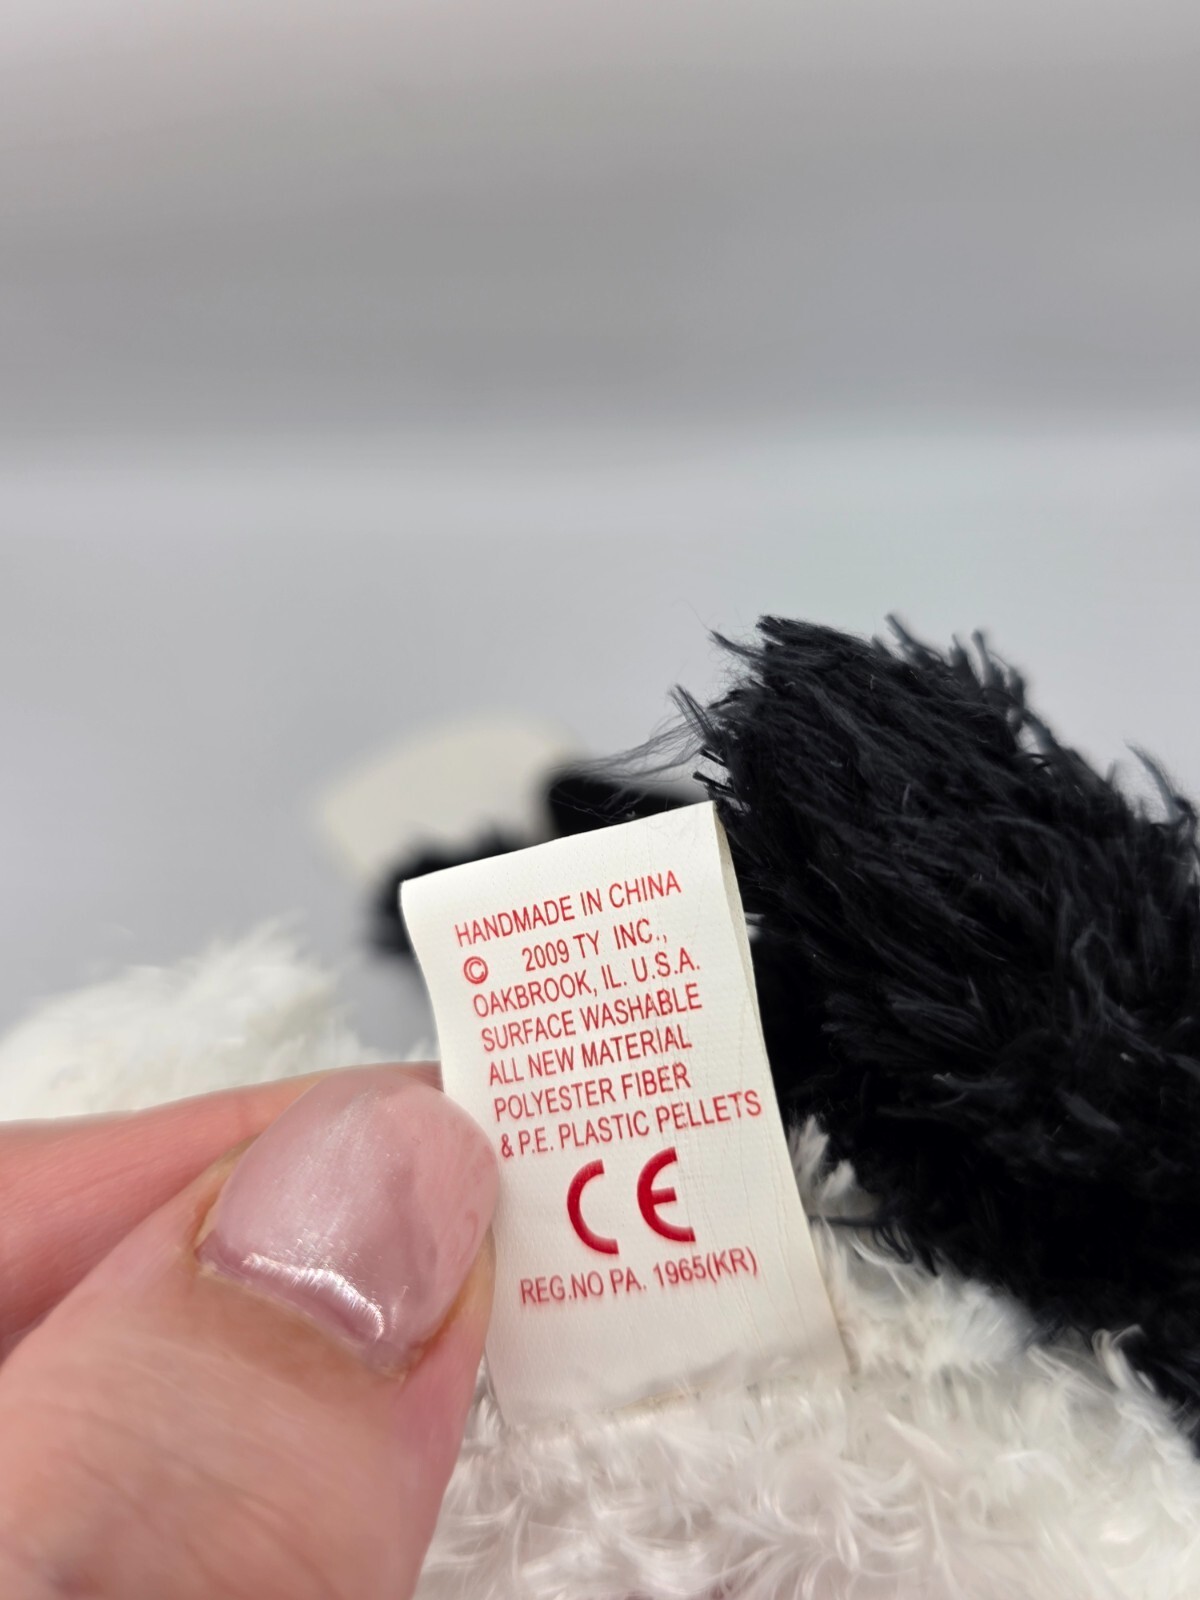 HANDMADE IN CHINA
© 2009 TY INC.,
OAKBROOK, IL. U.S.A.
SURFACE WASHABLE
ALL NEW MATERIAL
POLYESTER FIBER
& P.E. PLASTIC PELLETS
CE
REG.NO PA. 1965(KR)